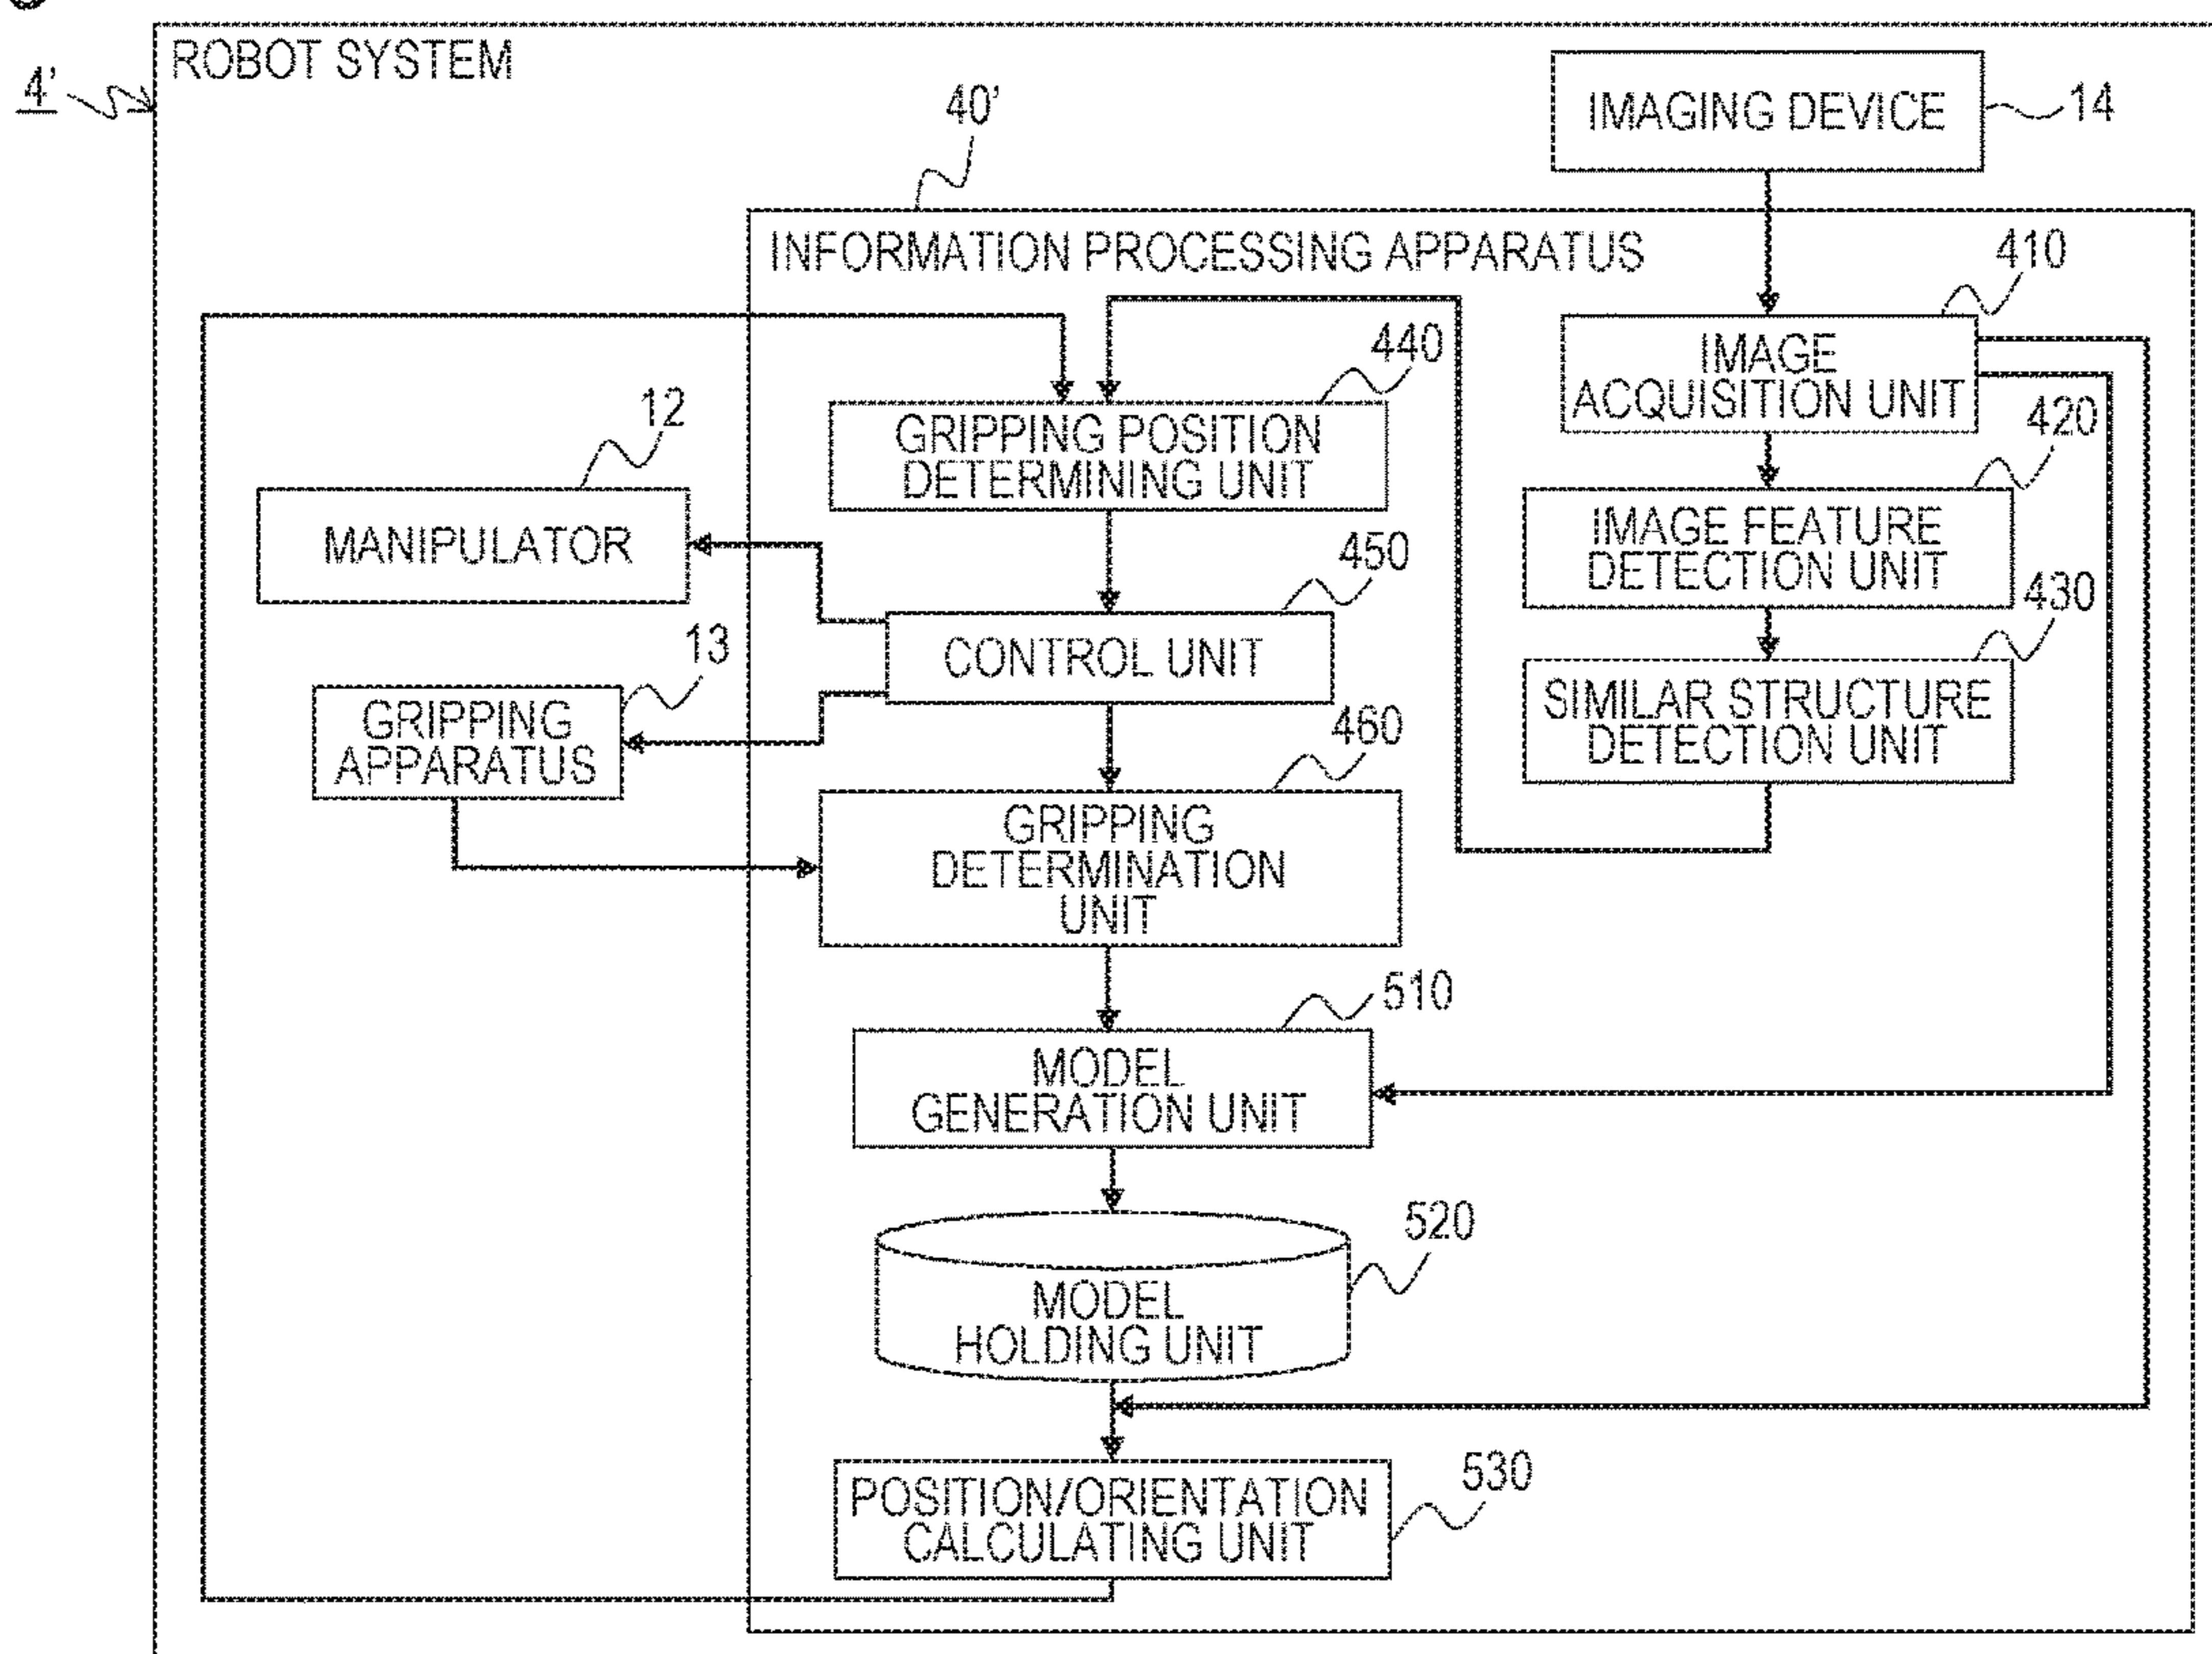 ROBOT SYSTEM
4'
40'
IMAGING DEVICE
14
INFORMATION PROCESSING APPARATUS
410
IMAGE
ACQUISITION UNIT
440
GRIPPING POSITION
DETERMINING UNIT
12
MANIPULATOR
420
IMAGE FEATURE
DETECTION UNIT
450
CONTROL UNIT
430
SIMILAR STRUCTURE
DETECTION UNIT
13
GRIPPING
APPARATUS
460
GRIPPING
DETERMINATION
UNIT
510
MODEL
GENERATION UNIT
520
MODEL
HOLDING UNIT
530
POSITION/ORIENTATION
CALCULATING UNIT